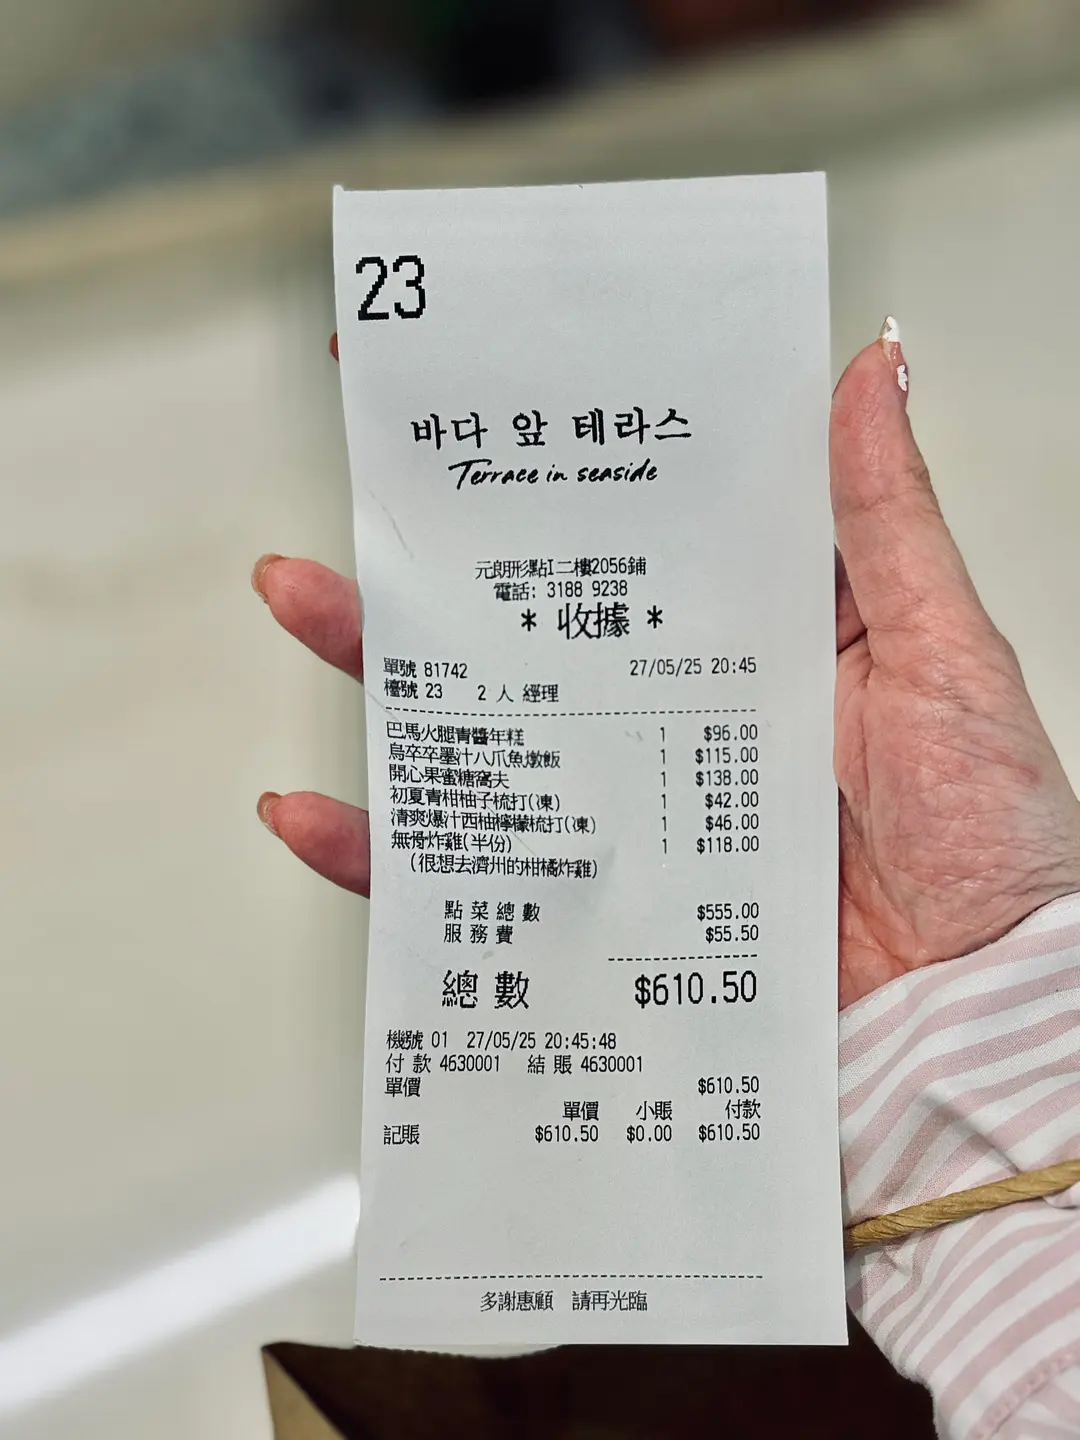 23
바다 앞 테라스
Terrace in seaside
元朗形點I二樓2056鋪
電話: 3188 9238
* 收據 *
單號 81742 27/05/25 20:45
檯號 23 2 人 經理
巴馬火腿青醬年糕 1 $96.00
烏卒卒墨汁八爪魚燉飯 1 $115.00
開心果蜜糖窩夫 1 $138.00
初夏青柑柚子梳打(凍) 1 $42.00
清爽爆汁西柚檸檬梳打(凍) 1 $46.00
無骨炸雞(半份) 1 $118.00
(很想去濟州的柑橘炸雞)
點菜總數 $555.00
服務費 $55.50
總數 $610.50
機號 01 27/05/25 20:45:48
付款 4630001 結賬 4630001
單價 $610.50
單價 小賬 付款
記賬 $610.50 $0.00 $610.50
多謝惠顧 請再光臨